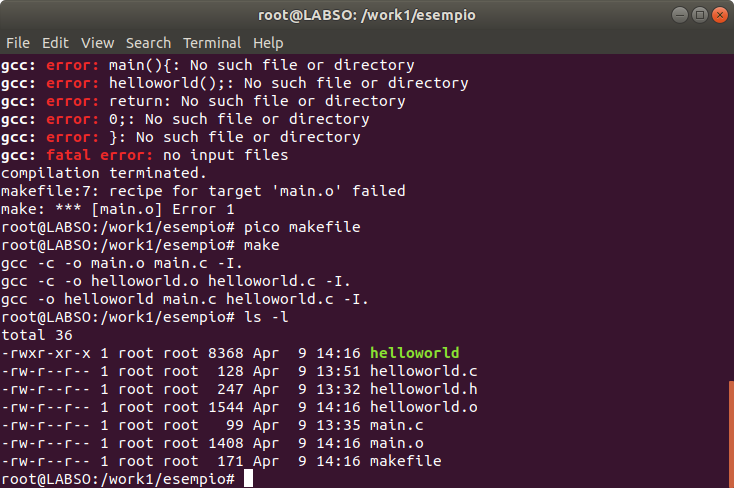 root@LABSO: /work1/esempio
File Edit View Search Terminal Help
gcc: error: main(){: No such file or directory
gcc: error: helloworld();: No such file or directory
gcc: error: return: No such file or directory
gcc: error: 0;: No such file or directory
gcc: error: }: No such file or directory
gcc: fatal error: no input files
compilation terminated.
makefile:7: recipe for target 'main.o' failed
make: *** [main.o] Error 1
root@LABSO:/work1/esempio# pico makefile
root@LABSO:/work1/esempio# make
gcc -c -o main.o main.c -I.
gcc -c -o helloworld.o helloworld.c -I.
gcc -o helloworld main.c helloworld.c -I.
root@LABSO:/work1/esempio# ls -l
total 36
-rwxr-xr-x 1 root root 8368 Apr  9 14:16 helloworld
-rw-r--r-- 1 root root  128 Apr  9 13:51 helloworld.c
-rw-r--r-- 1 root root  247 Apr  9 13:32 helloworld.h
-rw-r--r-- 1 root root 1544 Apr  9 14:16 helloworld.o
-rw-r--r-- 1 root root   99 Apr  9 13:35 main.c
-rw-r--r-- 1 root root 1408 Apr  9 14:16 main.o
-rw-r--r-- 1 root root  171 Apr  9 14:16 makefile
root@LABSO:/work1/esempio#